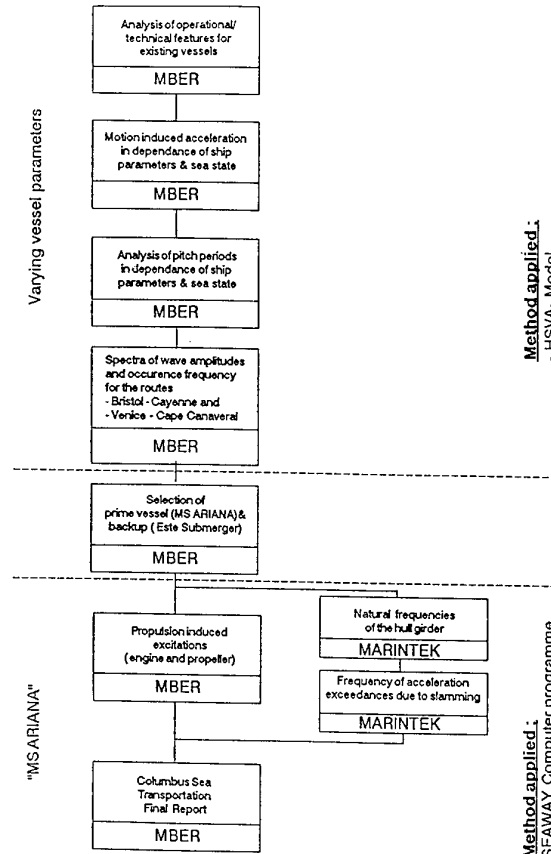 Varying vessel parameters
Analysis of operational/
technical features for
existing vessels
MBER
Motion induced acceleration
in dependance of ship
parameters & sea state
MBER
Analysis of pitch periods
in dependance of ship
parameters & sea state
MBER
Spectra of wave amplitudes
and occurence frequency
for the routes
- Bristol - Cayenne and
- Venice - Cape Canaveral
MBER
Method applied :
- HSVA- Model
Selection of
prime vessel (MS ARIANA) &
backup ( Este Submerger)
MBER
"MS ARIANA"
Propulsion induced
excitations
(engine and propeller)
MBER
Natural frequencies
of the hull girder
MARINTEK
Frequency of acceleration
exceedances due to slamming
MARINTEK
Columbus Sea
Transportation
Final Report
MBER
Method applied :
SEAWAY Computer programme